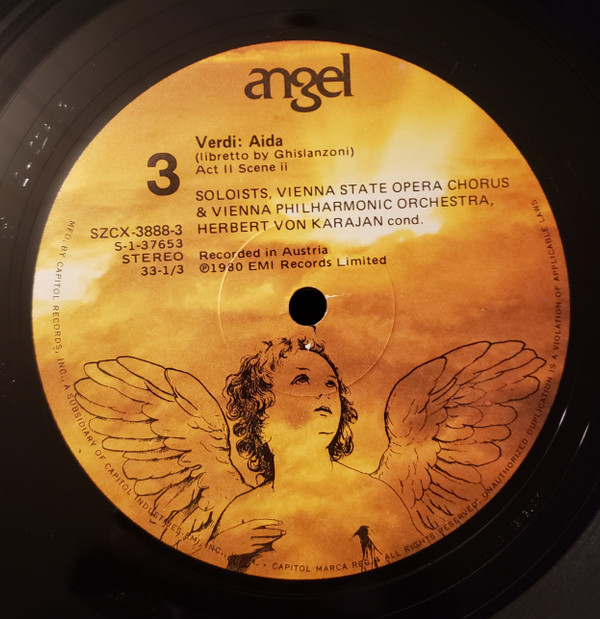 angel
3
Verdi: Aida
(libretto by Ghislanzoni)
Act II Scene ii
SOLOISTS, VIENNA STATE OPERA CHORUS
& VIENNA PHILHARMONIC ORCHESTRA,
HERBERT VON KARAJAN cond.
SZCX-3888-3
S-1-37653
STEREO
33-1/3
Recorded in Austria
℗1980 EMI Records Limited
MFD. BY CAPITOL RECORDS, INC., A SUBSIDIARY OF CAPITOL INDUSTRIES-EMI, INC., • CAPITOL MARCA REG. • ALL RIGHTS RESERVED. UNAUTHORIZED DUPLICATION IS A VIOLATION OF APPLICABLE LAWS